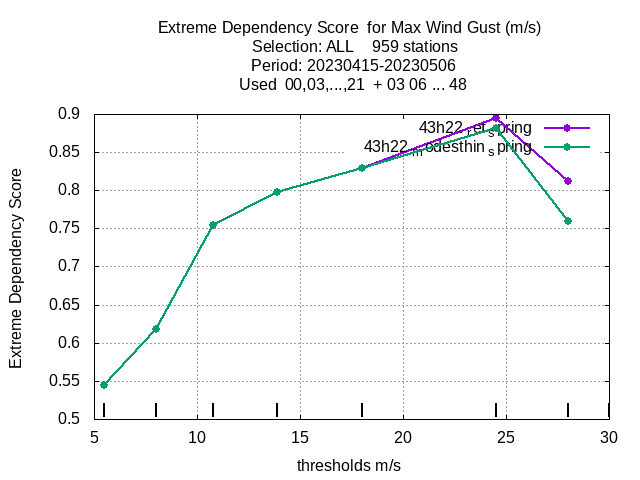 Extreme Dependency Score for Max Wind Gust (m/s)
Selection: ALL 959 stations
Period: 20230415-20230506
Used 00,03,...,21 + 03 06 ... 48
43h22_ref_spring
43h22_modesthin_spring
Extreme Dependency Score
0.9
0.85
0.8
0.75
0.7
0.65
0.6
0.55
0.5
5
10
15
20
25
30
thresholds m/s